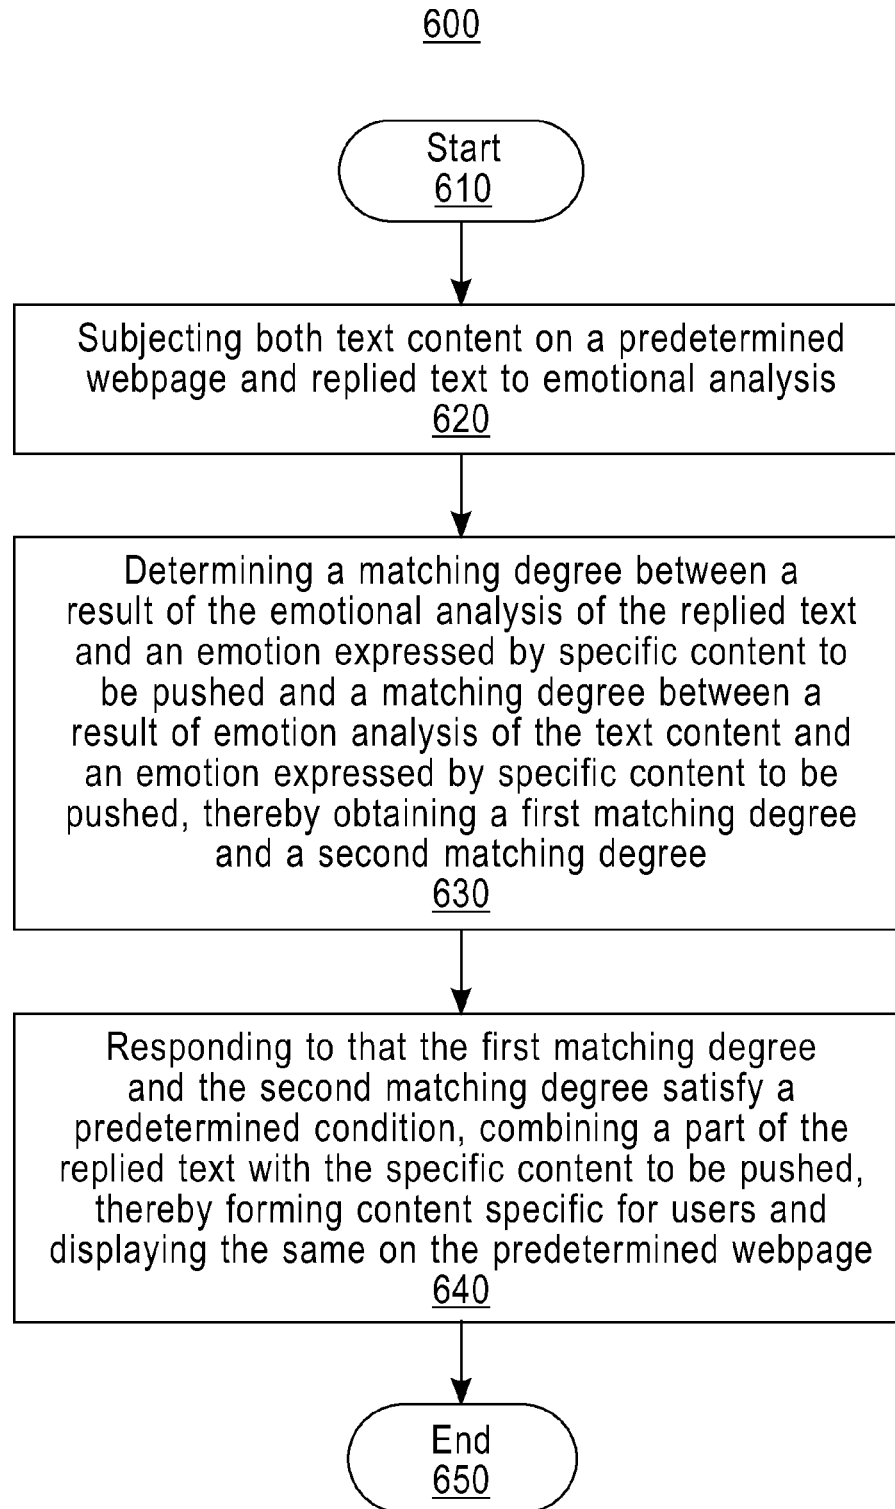 600
Start
610
Subjecting both text content on a predetermined
webpage and replied text to emotional analysis
620
Determining a matching degree between a
result of the emotional analysis of the replied text
and an emotion expressed by specific content to
be pushed and a matching degree between a
result of emotion analysis of the text content and
an emotion expressed by specific content to be
pushed, thereby obtaining a first matching degree
and a second matching degree
630
Responding to that the first matching degree
and the second matching degree satisfy a
predetermined condition, combining a part of the
replied text with the specific content to be pushed,
thereby forming content specific for users and
displaying the same on the predetermined webpage
640
End
650